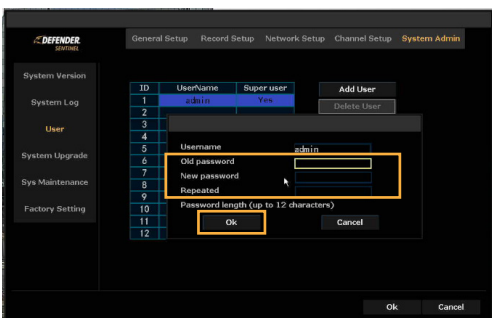 DEFENDER
SENTINEL
General Setup Record Setup Network Setup Channel Setup System Admin
System Version
System Log
User
System Upgrade
Sys Maintenance
Factory Setting
ID UserName Super user
1 admin Yes
2
3
4
5
6
7
8
9
10
11
12
Add User
Delete User
Username admin
Old password
New password
Repeated
Password length (up to 12 characters)
Ok Cancel
Ok Cancel